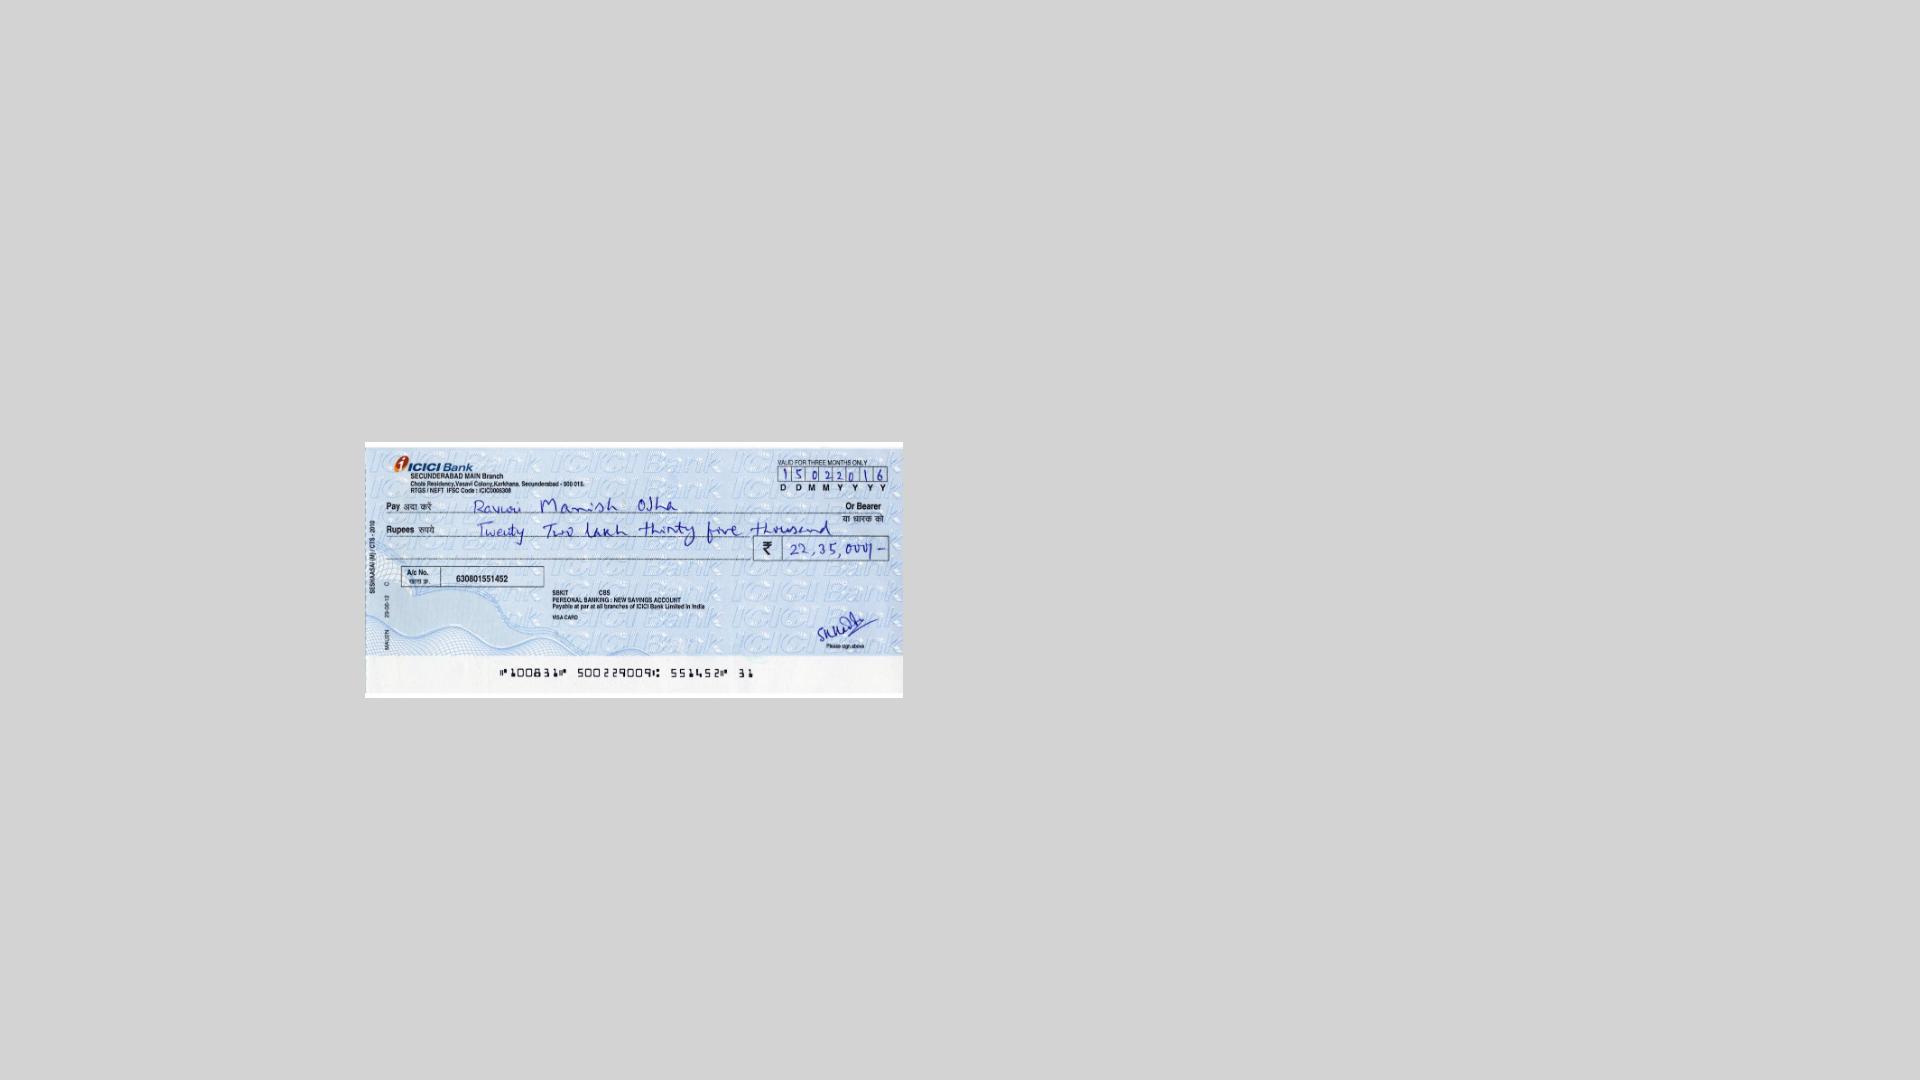 ICICI Bank
SECUNDERABAD MAIN Branch
Chote Residency, Vasavi Colony, Karkhana, Secunderabad - 500 015.
RTGS / NEFT IFSC Code : ICIC0006308
VALID FOR THREE MONTHS ONLY
1 5 0 2 2 0 1 6
D D M M Y Y Y Y
Pay अदा करें Manish Ojha Or Bearer
या धारक को
Rupees रुपये Twenty Two lakh thirty five thousand
₹ 22,35,000/-
A/c No. 630801551452
खाता क्र.
SBKIT CBS
PERSONAL BANKING : NEW SAVINGS ACCOUNT
Payable at par at all branches of ICICI Bank Limited in India
VISA CARD
Please sign above
SESHAASAI (M) / CTS - 2010
⑈100831⑈ 500229009⑆ 551452⑈ 31